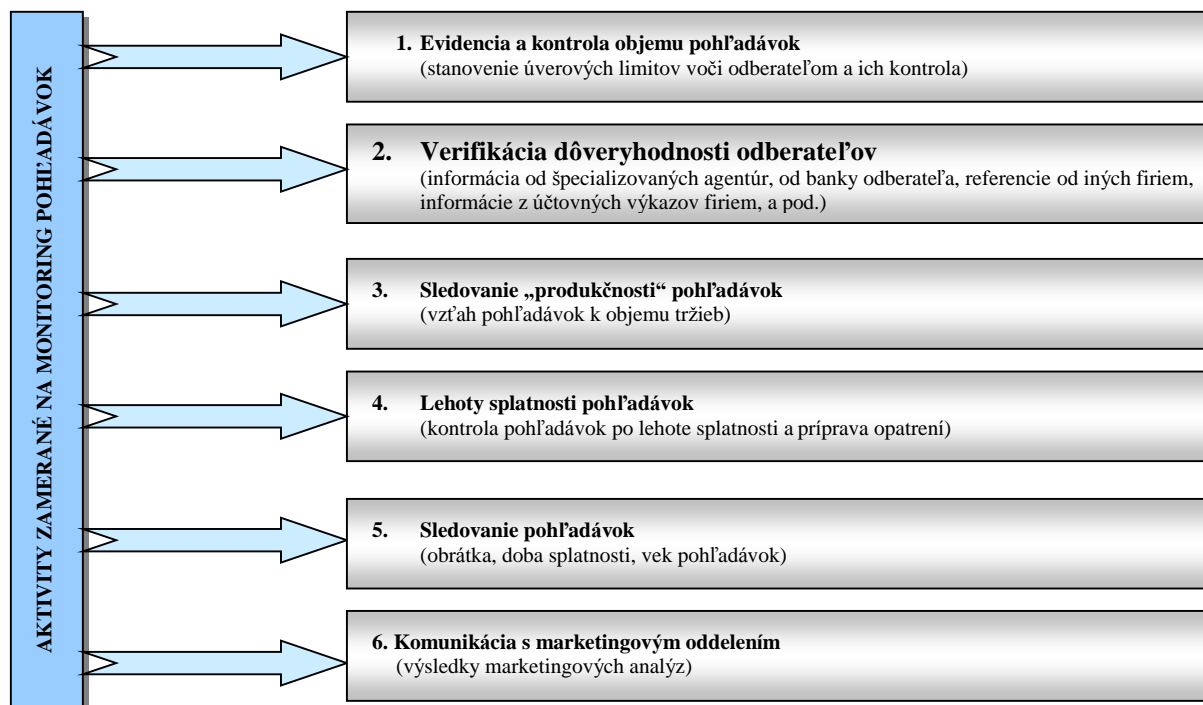 AKTIVITY ZAMERANÉ NA MONITORING POHĽADÁVOK
1. Evidencia a kontrola objemu pohľadávok
(stanovenie úverových limitov voči odberateľom a ich kontrola)
2. Verifikácia dôveryhodnosti odberateľov
(informácia od špecializovaných agentúr, od banky odberateľa, referencie od iných firiem,
informácie z účtovných výkazov firiem, a pod.)
3. Sledovanie „produkčnosti“ pohľadávok
(vzťah pohľadávok k objemu tržieb)
4. Lehoty splatnosti pohľadávok
(kontrola pohľadávok po lehote splatnosti a príprava opatrení)
5. Sledovanie pohľadávok
(obrátka, doba splatnosti, vek pohľadávok)
6. Komunikácia s marketingovým oddelením
(výsledky marketingových analýz)